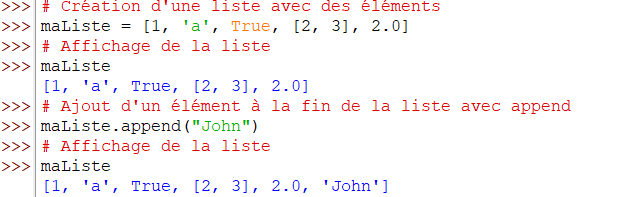 >>> # Création d'une liste avec des éléments
>>> maListe = [1, 'a', True, [2, 3], 2.0]
>>> # Affichage de la liste
>>> maListe
[1, 'a', True, [2, 3], 2.0]
>>> # Ajout d'un élément à la fin de la liste avec append
>>> maListe.append("John")
>>> # Affichage de la liste
>>> maListe
[1, 'a', True, [2, 3], 2.0, 'John']